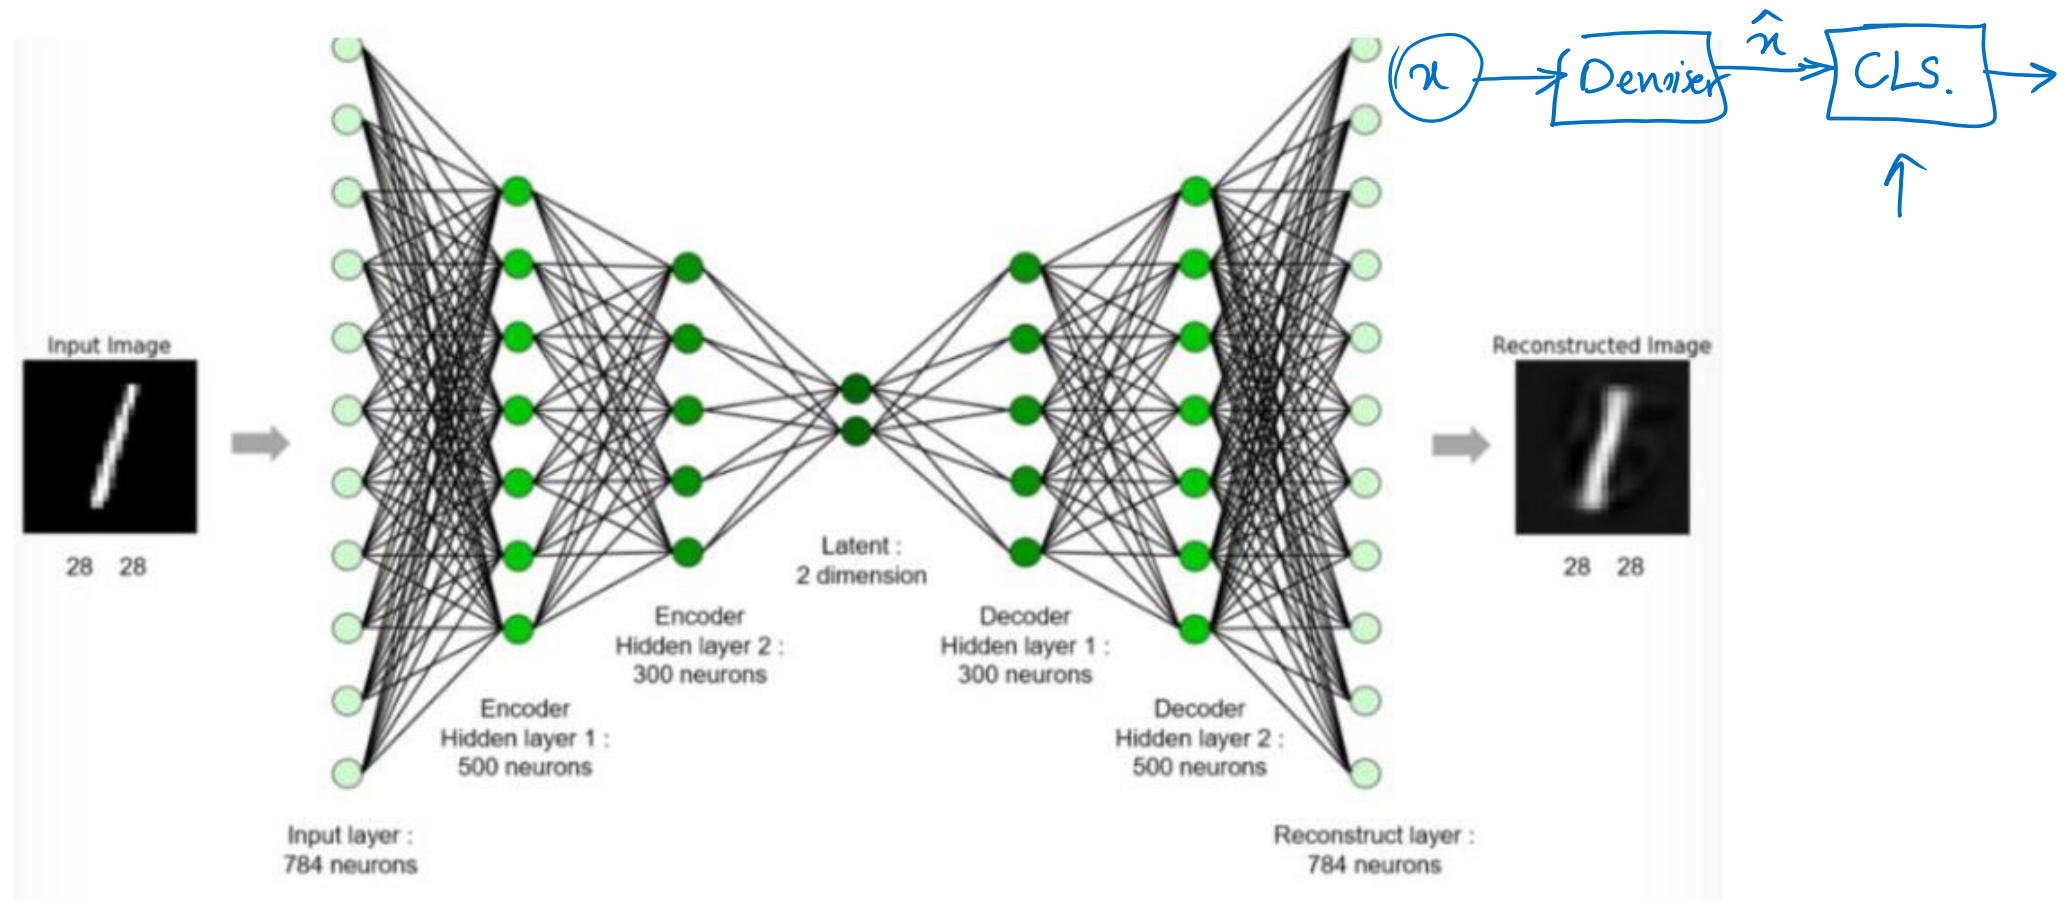 x → Denoiser → x̂ → CLS. →
↑
Input Image
28 28
Input layer :
784 neurons
Encoder
Hidden layer 1 :
500 neurons
Encoder
Hidden layer 2 :
300 neurons
Latent :
2 dimension
Decoder
Hidden layer 1 :
300 neurons
Decoder
Hidden layer 2 :
500 neurons
Reconstruct layer :
784 neurons
Reconstructed Image
28 28